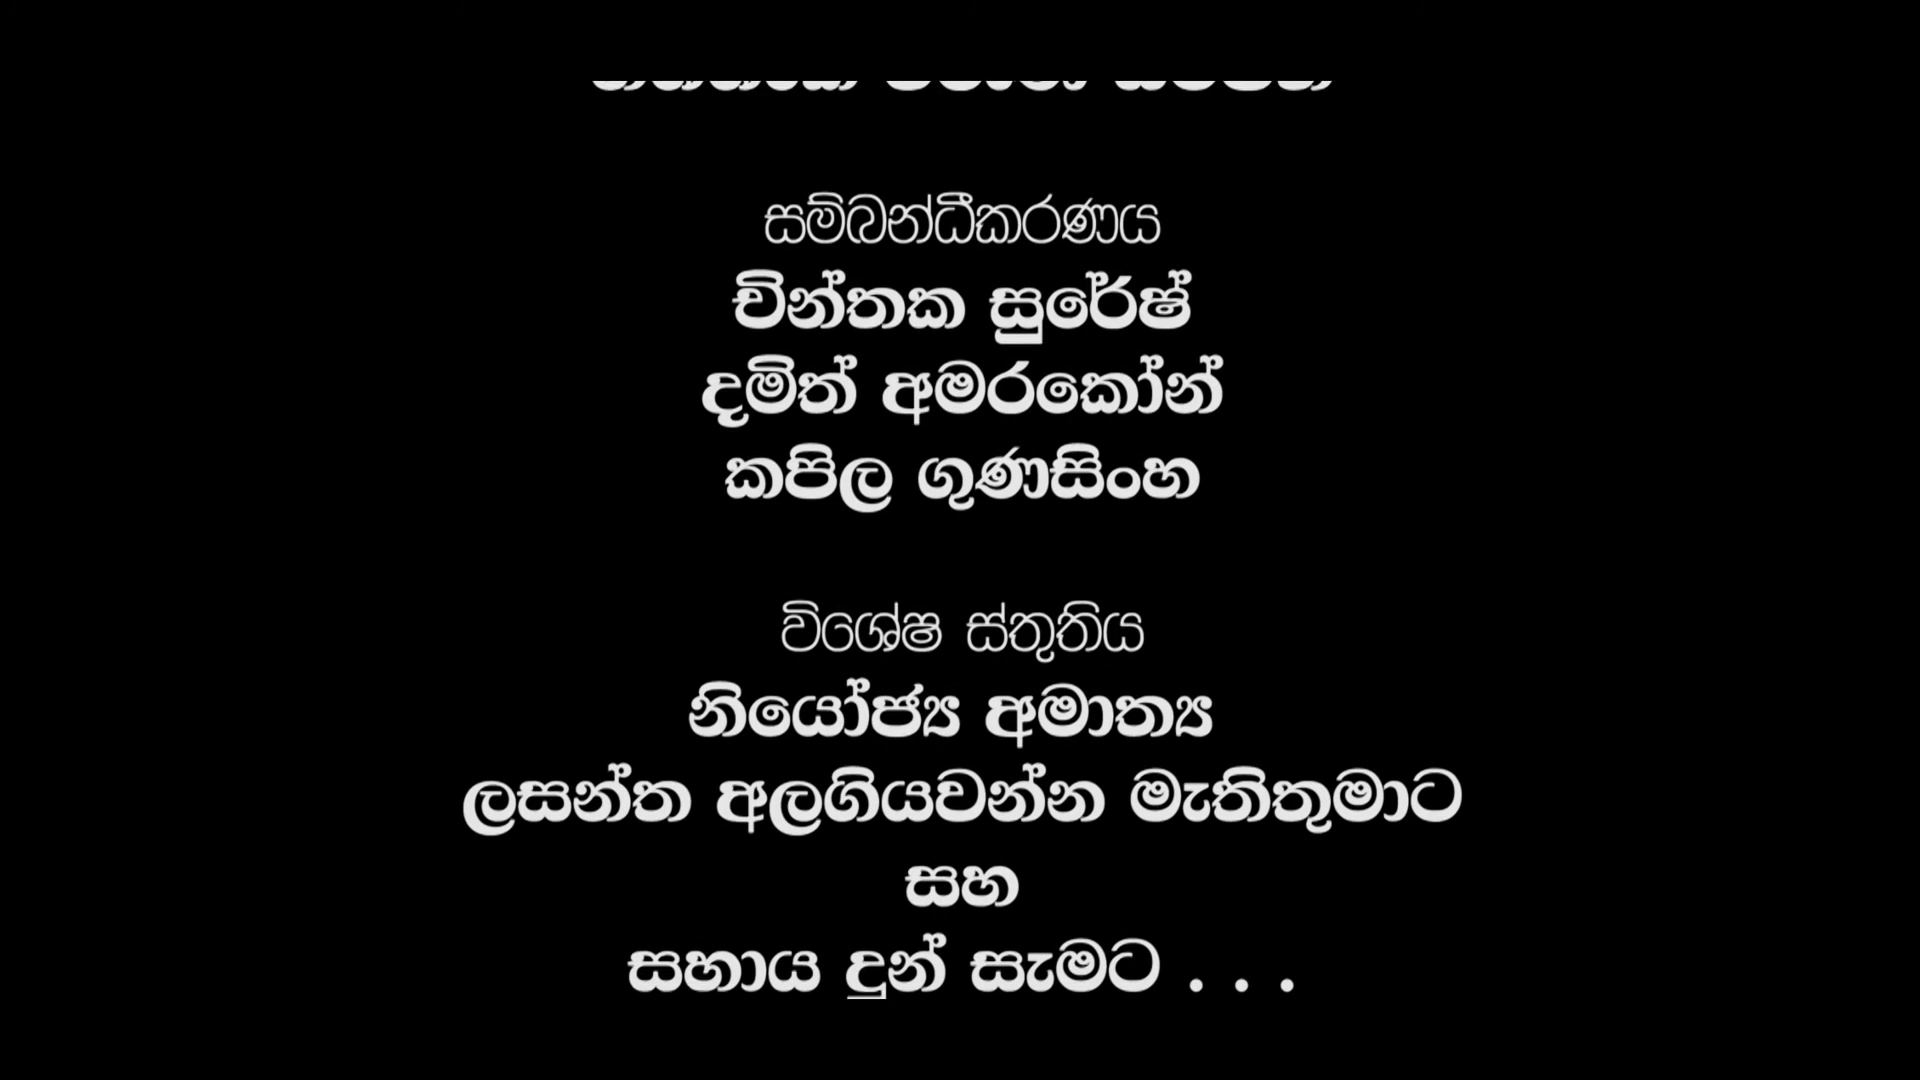 සම්බන්ධීකරණය
චින්තක සුරේෂ්
දමිත් අමරකෝන්
කපිල ගුණසිංහ
විශේෂ ස්තුතිය
නියෝජ්‍ය අමාත්‍ය
ලසන්ත අලගියවන්න මැතිතුමාට
සහ
සහාය දුන් සැමට . . .